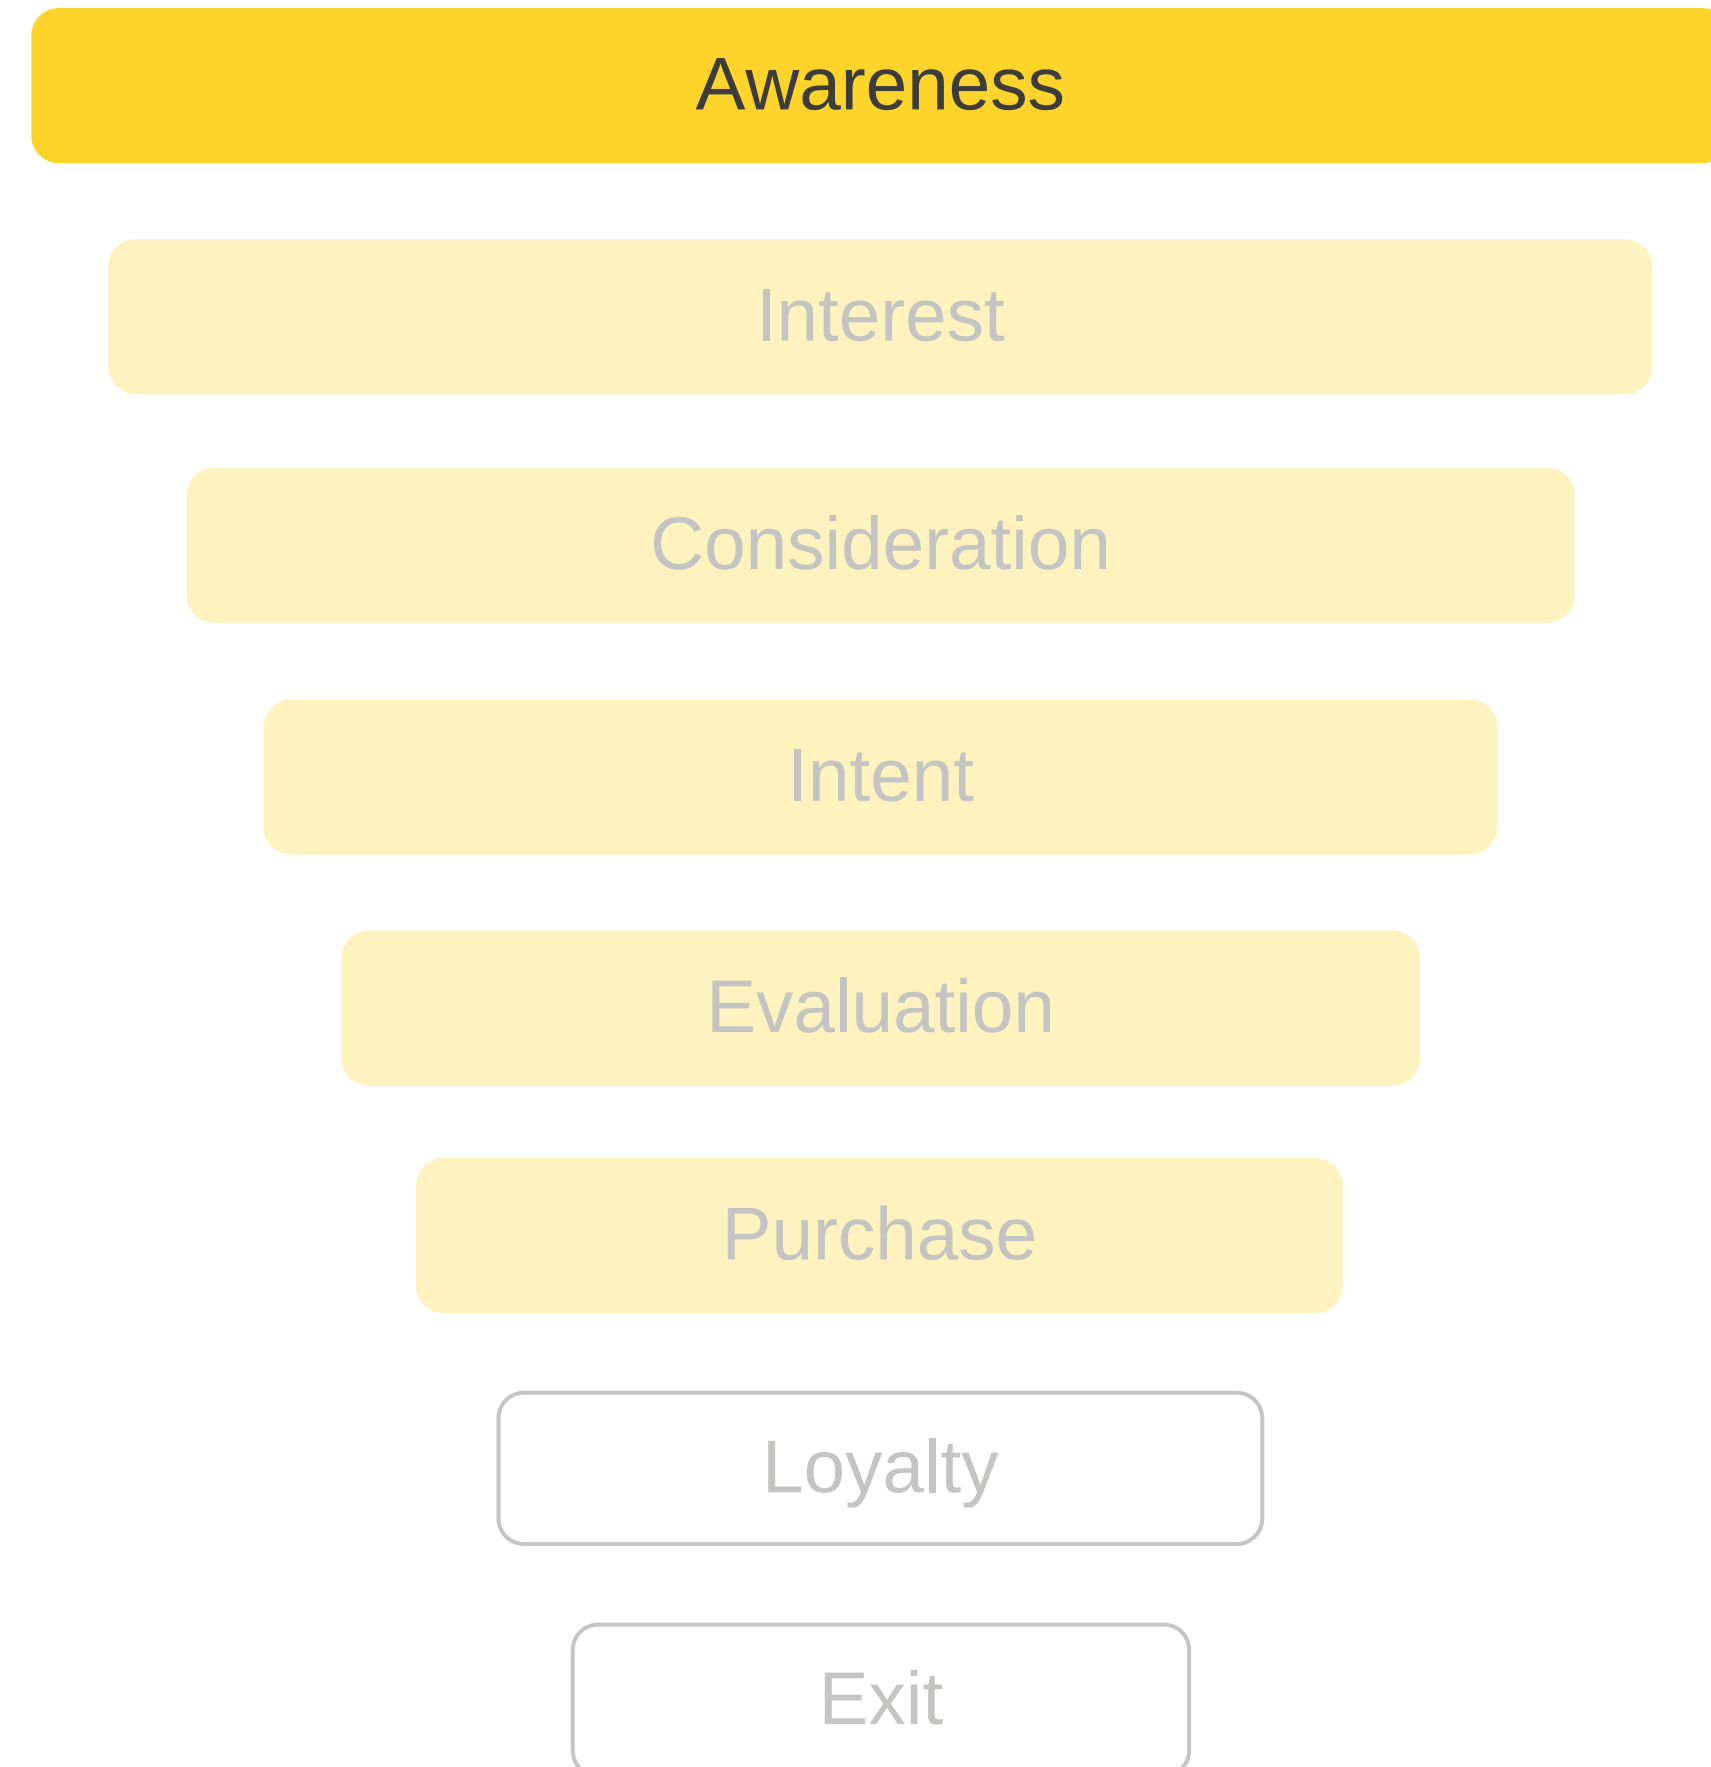 Awareness
Interest
Consideration
Intent
Evaluation
Purchase
Loyalty
Exit